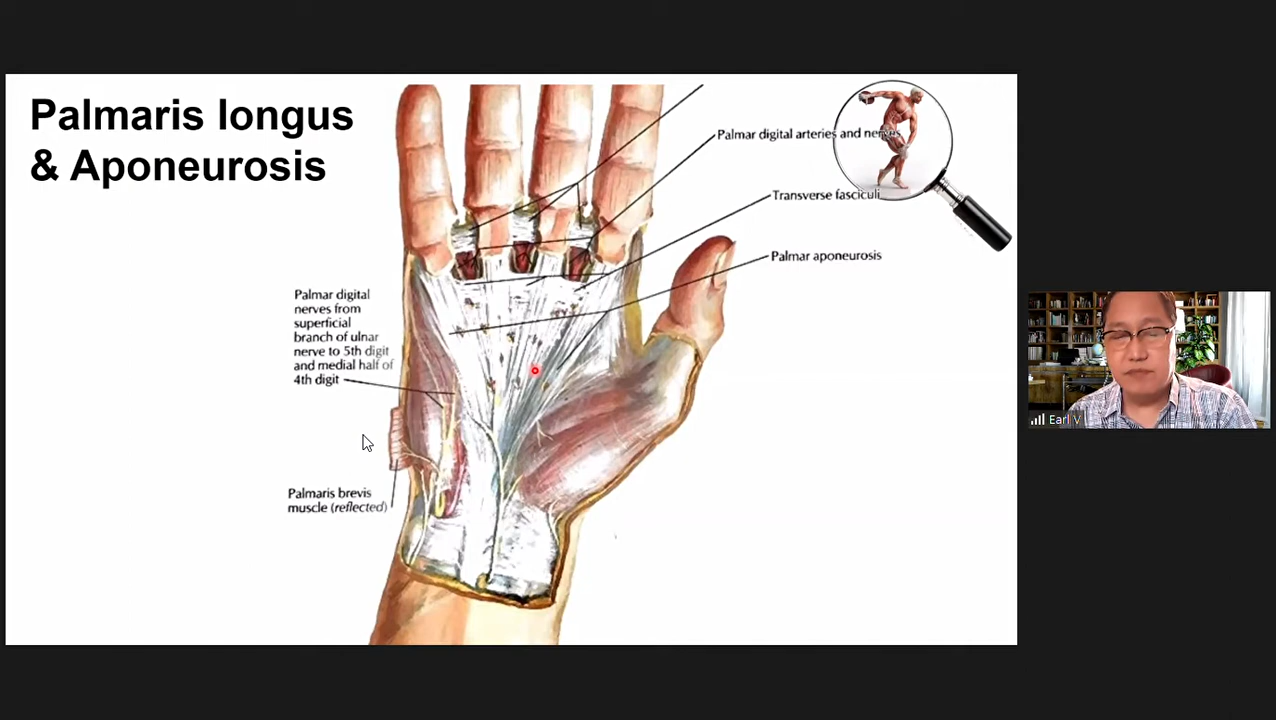 Palmaris longus
& Aponeurosis
Palmar digital arteries and nerves
Transverse fasciculi
Palmar aponeurosis
Palmar digital
nerves from
superficial
branch of ulnar
nerve to 5th digit
and medial half of
4th digit
Palmaris brevis
muscle (reflected)
Earl V